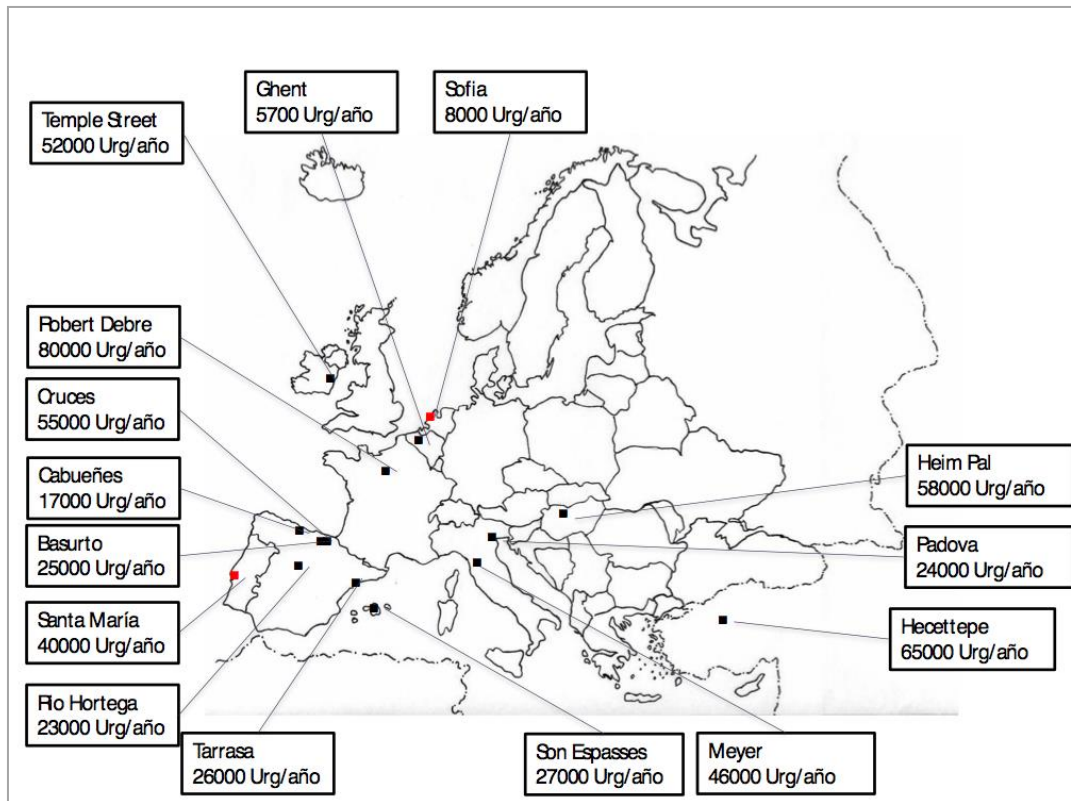 Ghent
5700 Urg/año
Sofia
8000 Urg/año
Temple Street
52000 Urg/año
Robert Debre
80000 Urg/año
Cruces
55000 Urg/año
Cabueñes
17000 Urg/año
Basurto
25000 Urg/año
Santa María
40000 Urg/año
Rio Hortega
23000 Urg/año
Tarrasa
26000 Urg/año
Son Espasses
27000 Urg/año
Meyer
46000 Urg/año
Heim Pal
58000 Urg/año
Padova
24000 Urg/año
Hecettepe
65000 Urg/año